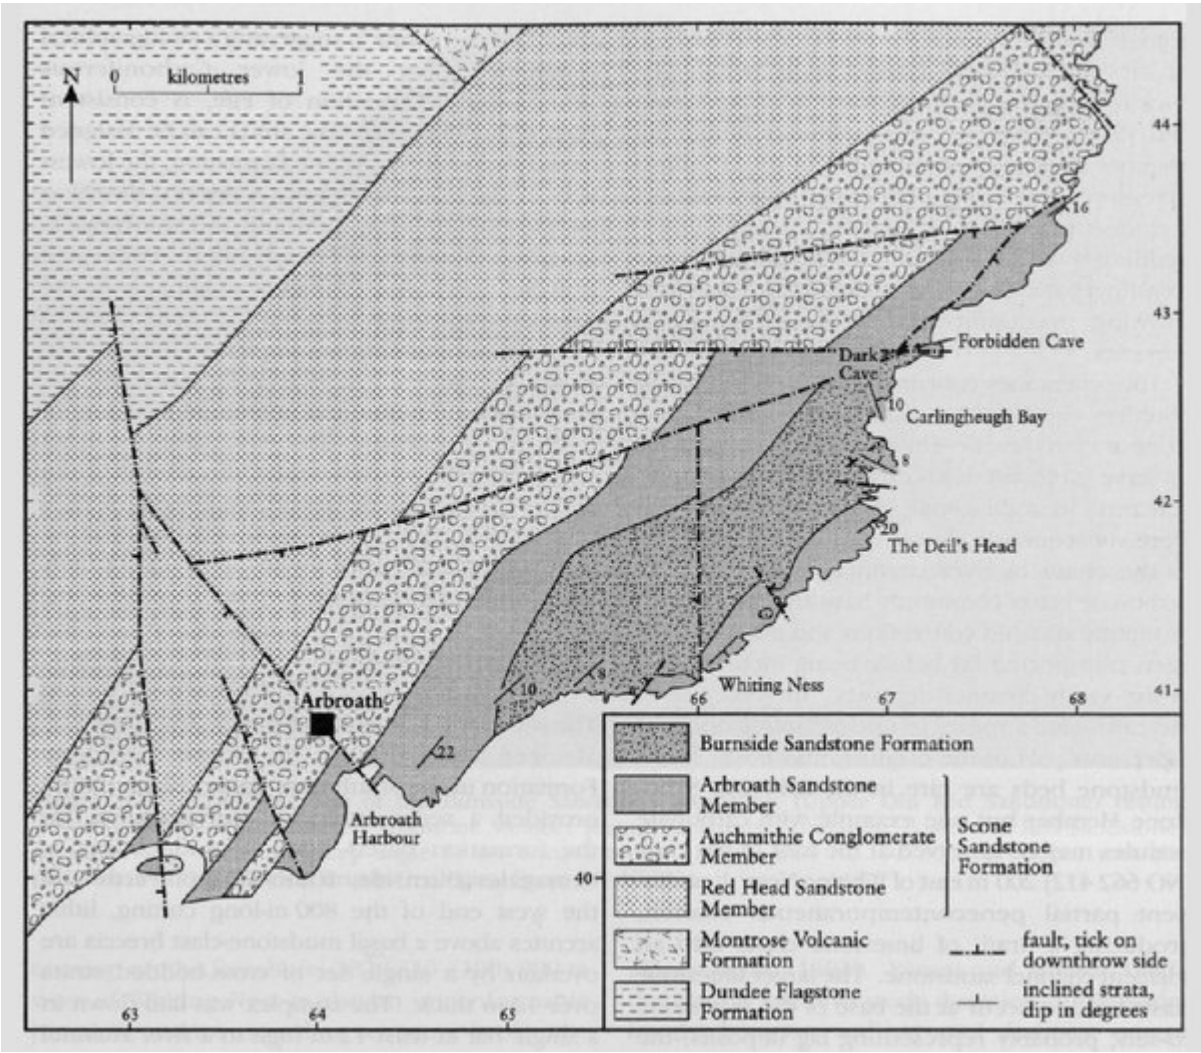 N
0 kilometres 1
44
16
43
Forbidden Cave
Dark
Cave
10
Carlingheugh Bay
8
42
20
The Deil's Head
10
8
Whiting Ness
41
66 67 68
Arbroath
22
Arbroath
Harbour
Burnside Sandstone Formation
Arbroath Sandstone
Member
Auchmithie Conglomerate
Member
Scone
Sandstone
Formation
40
Red Head Sandstone
Member
Montrose Volcanic
Formation
fault, tick on
downthrow side
Dundee Flagstone
Formation
inclined strata,
dip in degrees
63 64 65